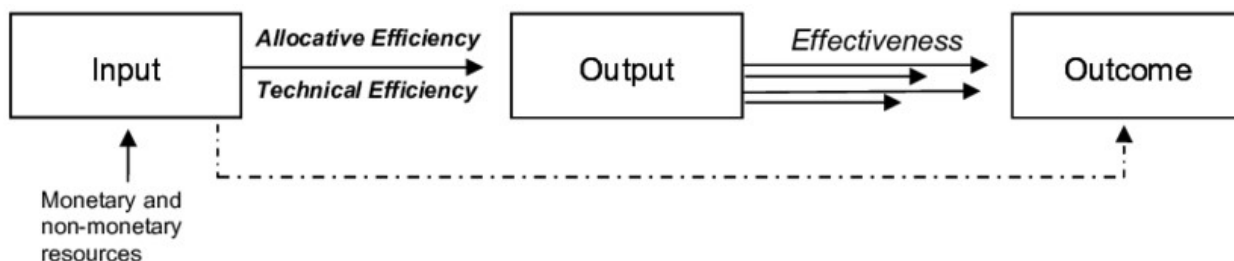 Input
Allocative Efficiency
Technical Efficiency
Output
Effectiveness
Outcome
Monetary and
non-monetary
resources